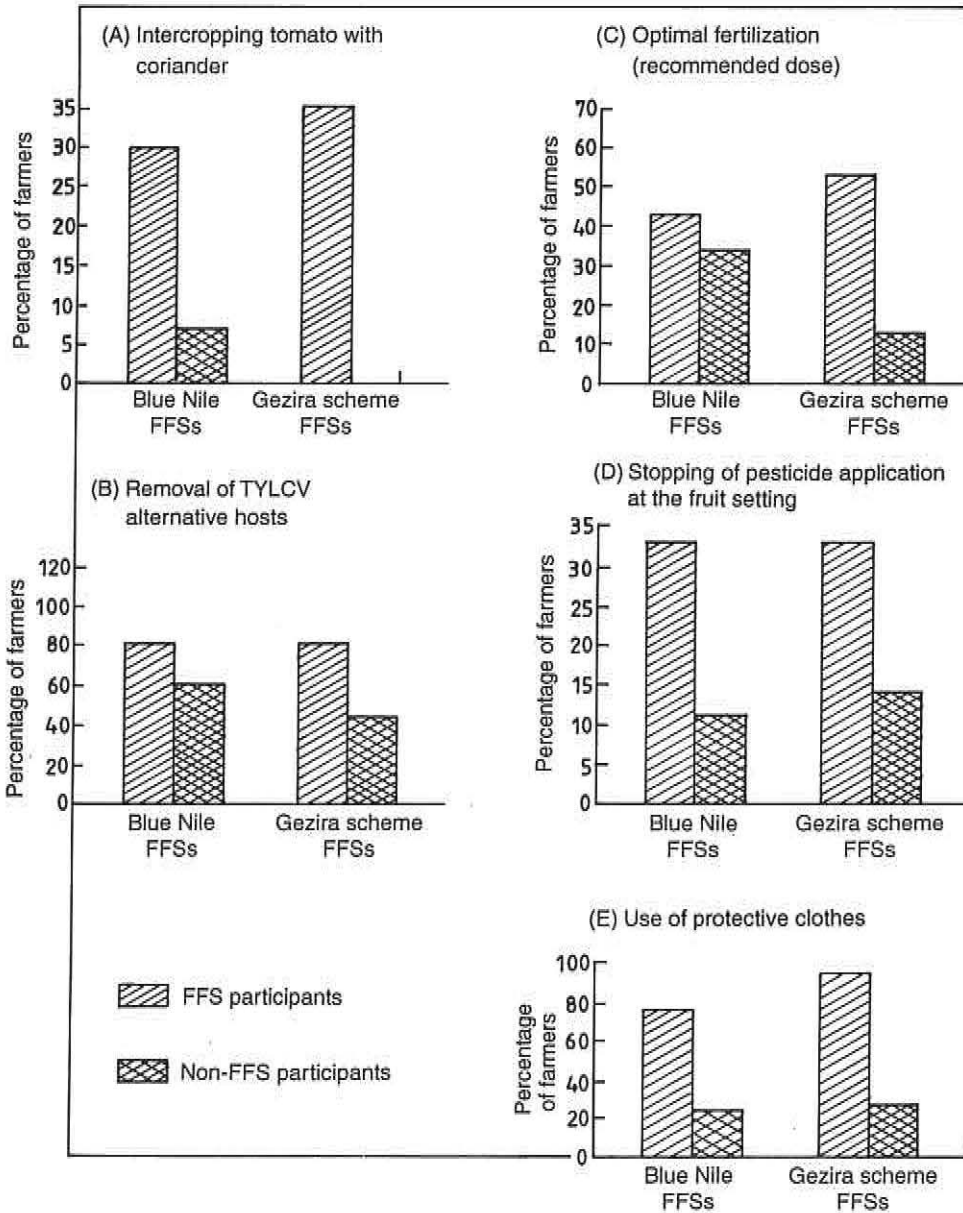 (A) Intercropping tomato with
coriander
Percentage of farmers
35
30
25
20
15
10
5
0
Blue Nile
FFSs
Gezira scheme
FFSs
(B) Removal of TYLCV
alternative hosts
Percentage of farmers
120
100
80
60
40
20
0
Blue Nile
FFSs
Gezira scheme
FFSs
FFS participants
Non-FFS participants
(C) Optimal fertilization
(recommended dose)
Percentage of farmers
70
60
50
40
30
20
10
0
Blue Nile
FFSs
Gezira scheme
FFSs
(D) Stopping of pesticide application
at the fruit setting
Percentage of farmers
35
30
25
20
15
10
5
0
Blue Nile
FFSs
Gezira scheme
FFSs
(E) Use of protective clothes
Percentage
of farmers
100
80
60
40
20
0
Blue Nile
FFSs
Gezira scheme
FFSs